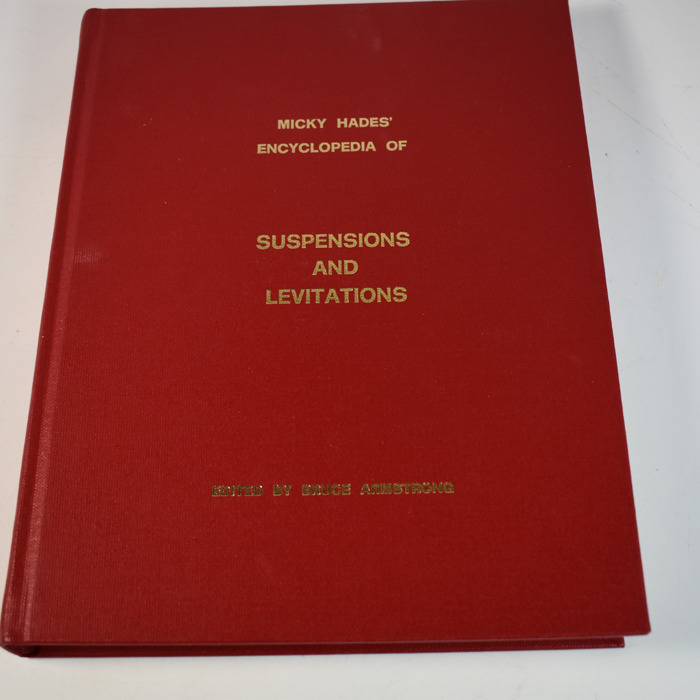 MICKY HADES'
ENCYCLOPEDIA OF
SUSPENSIONS
AND
LEVITATIONS
EDITED BY BRUCE ARMSTRONG